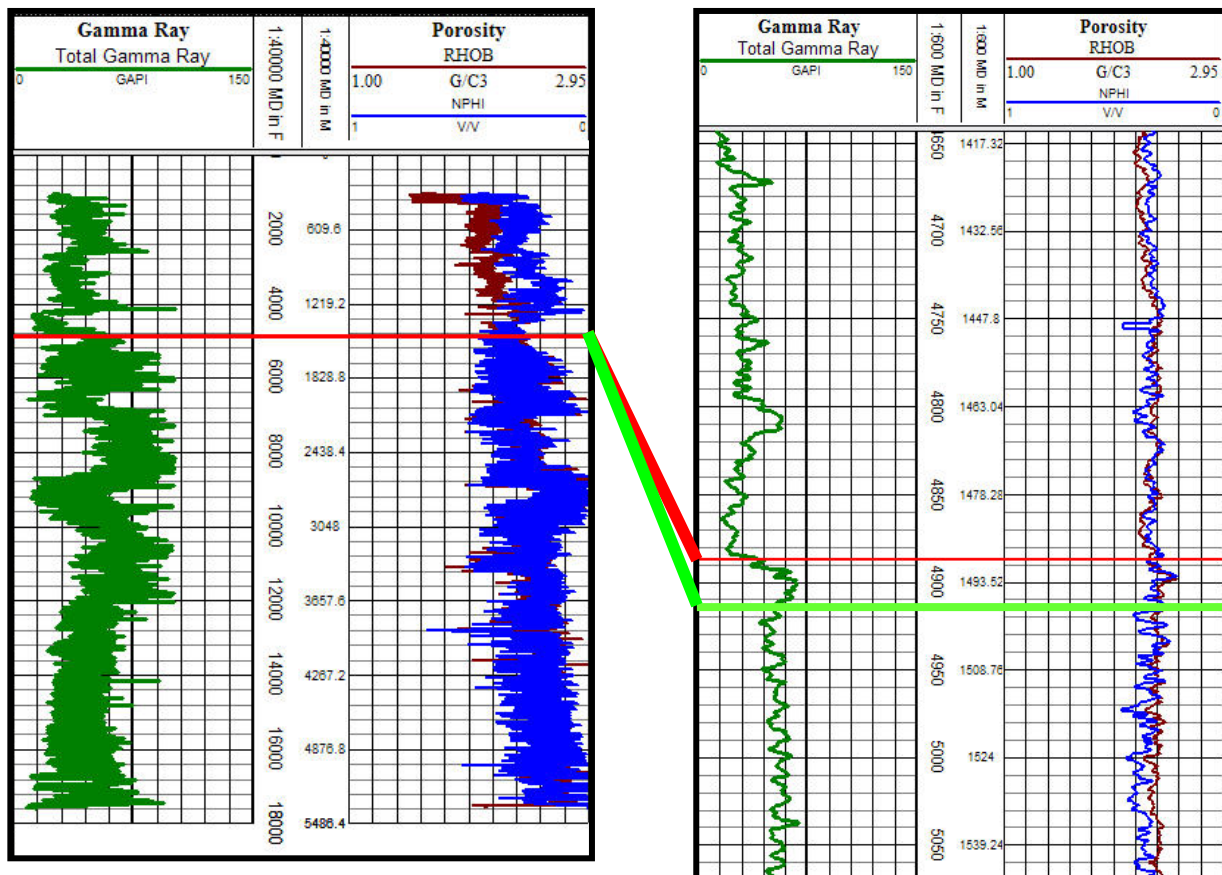 Gamma Ray
Total Gamma Ray
0 GAPI 150
1:40000 MD in F
1:40000 MD in M
Porosity
RHOB
1.00 G/C3 2.95
NPHI
1 V/V 0
2000
609.6
4000
1219.2
6000
1828.8
8000
2438.4
10000
3048
12000
3657.6
14000
4267.2
16000
4876.8
18000
5486.4
Gamma Ray
Total Gamma Ray
0 GAPI 150
1:600 MD in F
1:600 MD in M
Porosity
RHOB
1.00 G/C3 2.95
NPHI
1 V/V 0
4650
1417.32
4700
1432.56
4750
1447.8
4800
1463.04
4850
1478.28
4900
1493.52
4950
1508.76
5000
1524
5050
1539.24